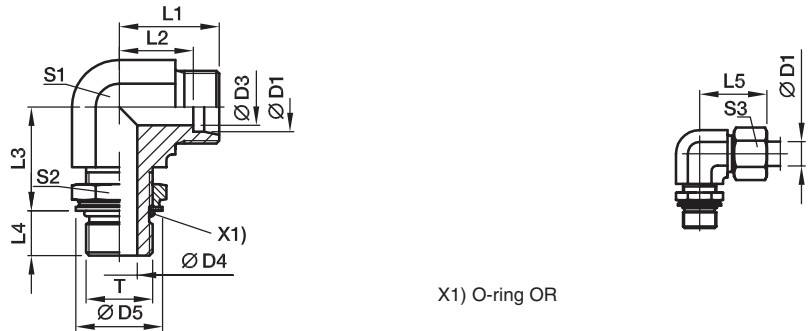 L1
L2
S1
Ø D3
Ø D1
L3
S2
L4
X1)
Ø D4
T
Ø D5
L5
Ø D1
S3
X1) O-ring OR